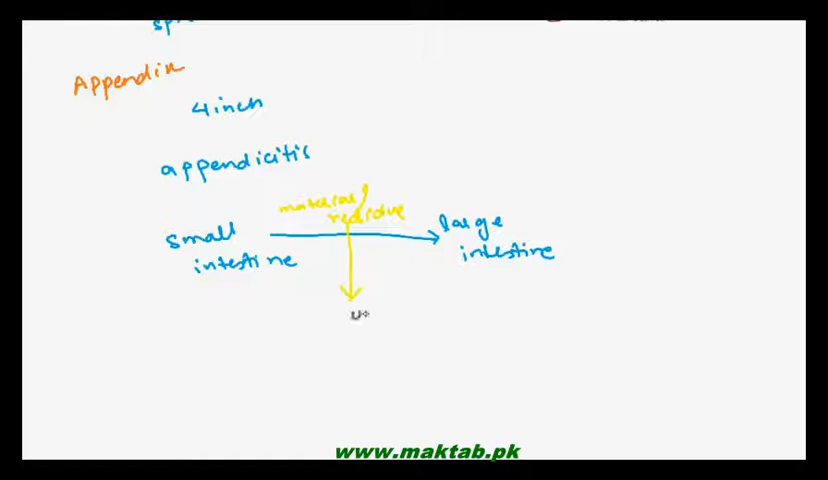 Appendix
4 inch
appendicitis
material/
residue
small
intestine
large
intestine
www.maktab.pk